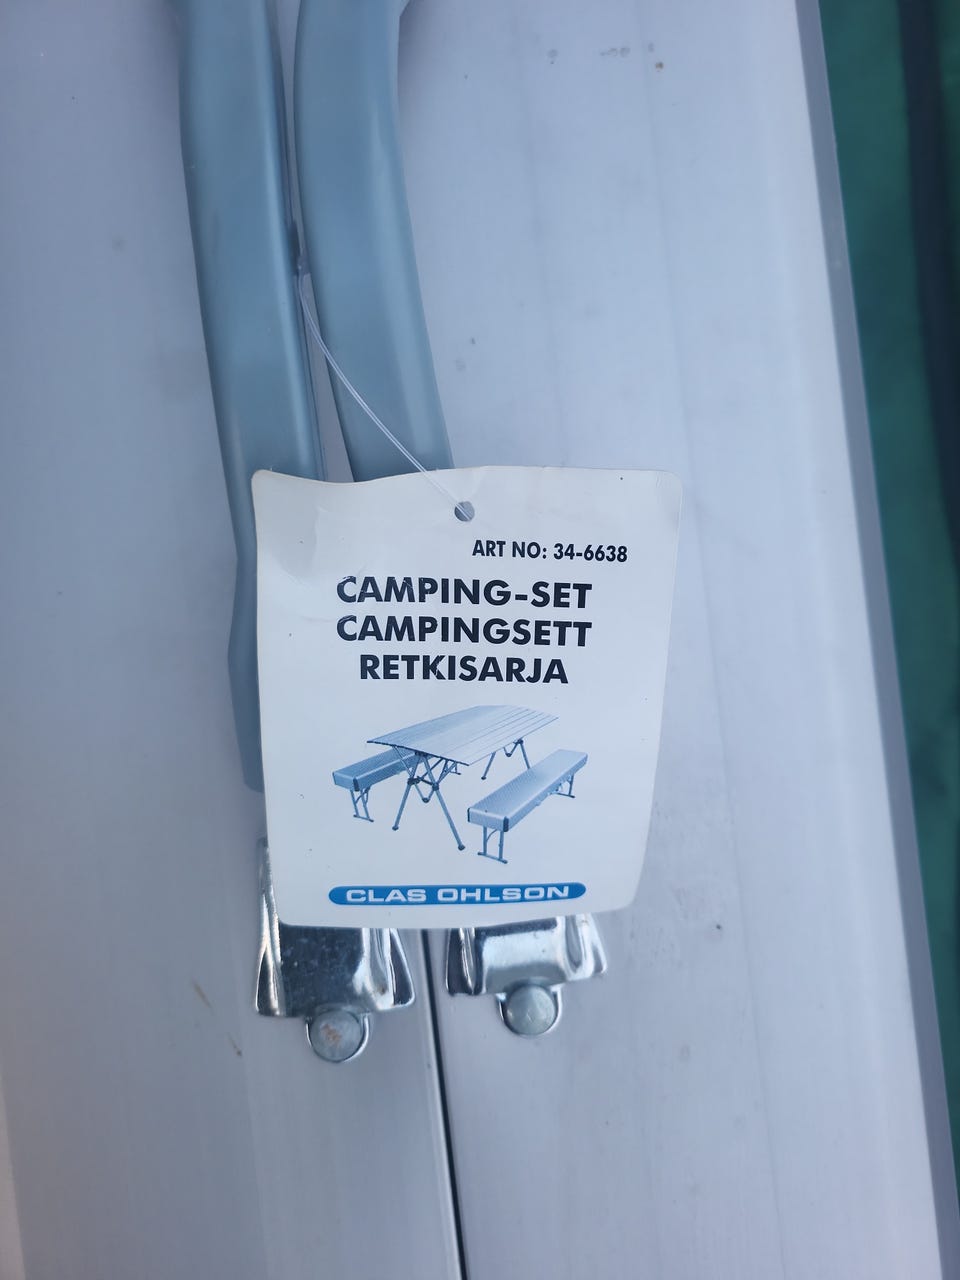 ART NO: 34-6638
CAMPING-SET
CAMPINGSETT
RETKISARJA
CLAS OHLSON